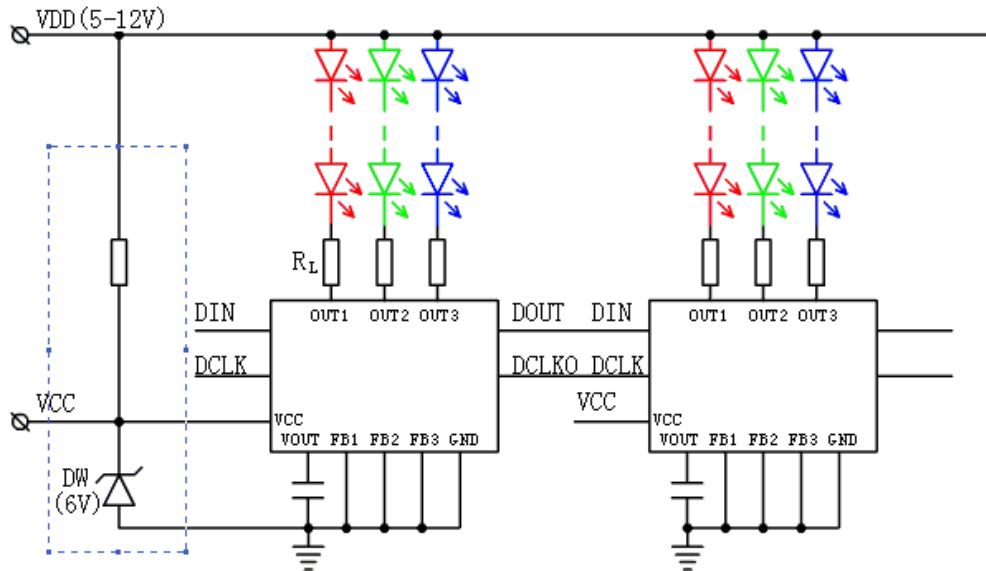 VDD(5-12V)
RL
OUT1 OUT2 OUT3
OUT1 OUT2 OUT3
DIN
DOUT
DIN
DCLK
DCLKO
DCLK
VCC
VCC
VCC
VCC
VOUT FB1 FB2 FB3 GND
VOUT FB1 FB2 FB3 GND
DW
(6V)